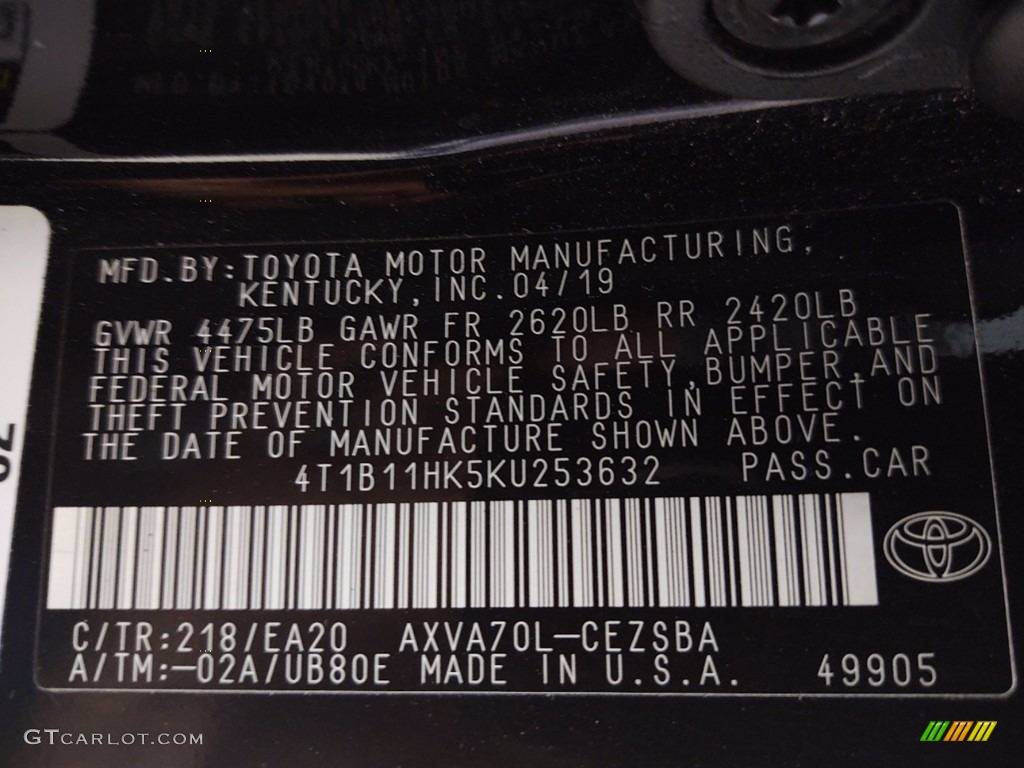 MFD.BY:TOYOTA MOTOR MANUFACTURING,
KENTUCKY,INC.04/19
GVWR 4475LB GAWR FR 2620LB RR 2420LB
THIS VEHICLE CONFORMS TO ALL APPLICABLE
FEDERAL MOTOR VEHICLE SAFETY,BUMPER,AND
THEFT PREVENTION STANDARDS IN EFFECT ON
THE DATE OF MANUFACTURE SHOWN ABOVE.
4T1B11HK5KU253632 PASS.CAR
C/TR:218/EA20 AXVA70L-CEZSBA
A/TM:-02A/UB80E MADE IN U.S.A. 49905
GTCARLOT.COM